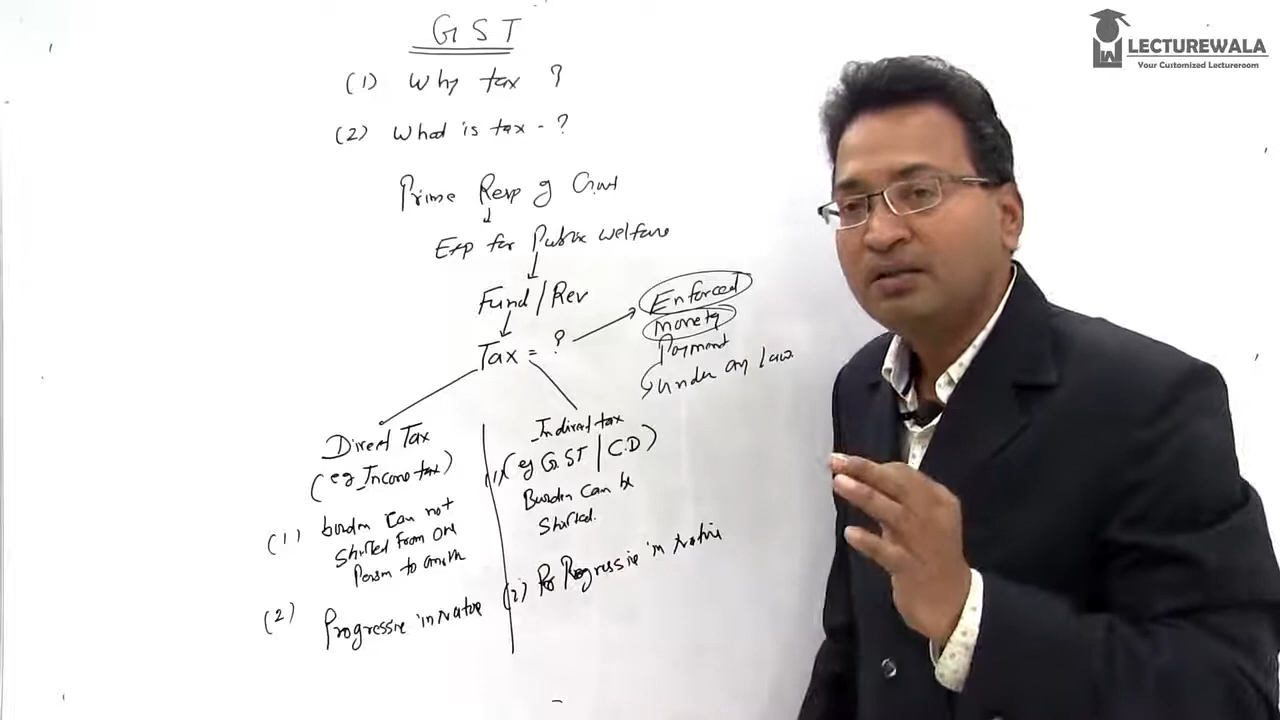 GST
(1) Why tax ?
(2) What is tax - ?
Prime Resp of Govt
Exp for Public welfare
Fund/Rev
Tax = ?
Enforced
monetary
Payment
under any law.
Direct Tax
(eg Income tax)
(1) burden can not
Shifted from one
Person to another
(2) Progressive in nature
Indirect tax
(1) (eg GST/C.D)
Burden can be
Shifted.
(2) Progressive in nature
LECTUREWALA
Your Customized Lectureroom